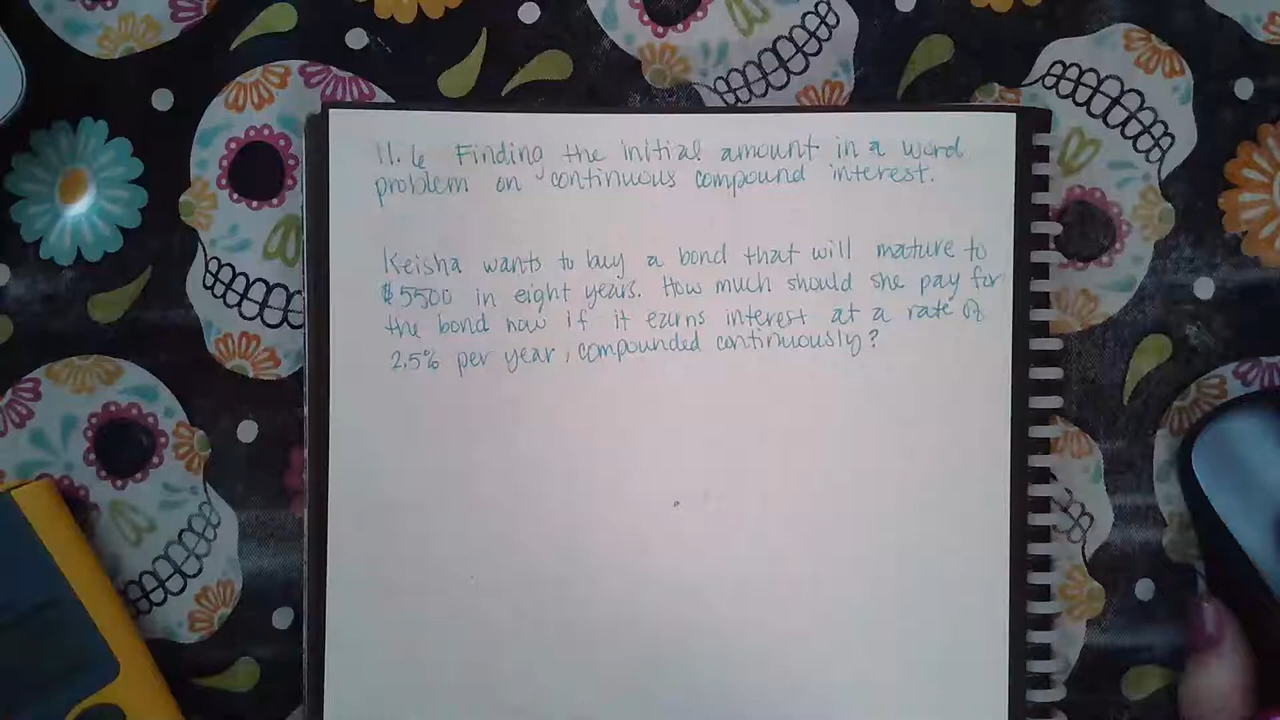 11.6 Finding the initial amount in a word
problem on continuous compound interest.
Keisha wants to buy a bond that will mature to
$5500 in eight years. How much should she pay for
the bond now if it earns interest at a rate of
2.5% per year, compounded continuously?